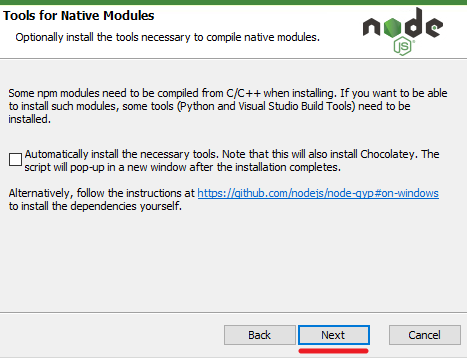 Tools for Native Modules
Optionally install the tools necessary to compile native modules.
node
JS
Some npm modules need to be compiled from C/C++ when installing. If you want to be able
to install such modules, some tools (Python and Visual Studio Build Tools) need to be
installed.
Automatically install the necessary tools. Note that this will also install Chocolatey. The
script will pop-up in a new window after the installation completes.
Alternatively, follow the instructions at https://github.com/nodejs/node-gyp#on-windows
to install the dependencies yourself.
Back
Next
Cancel